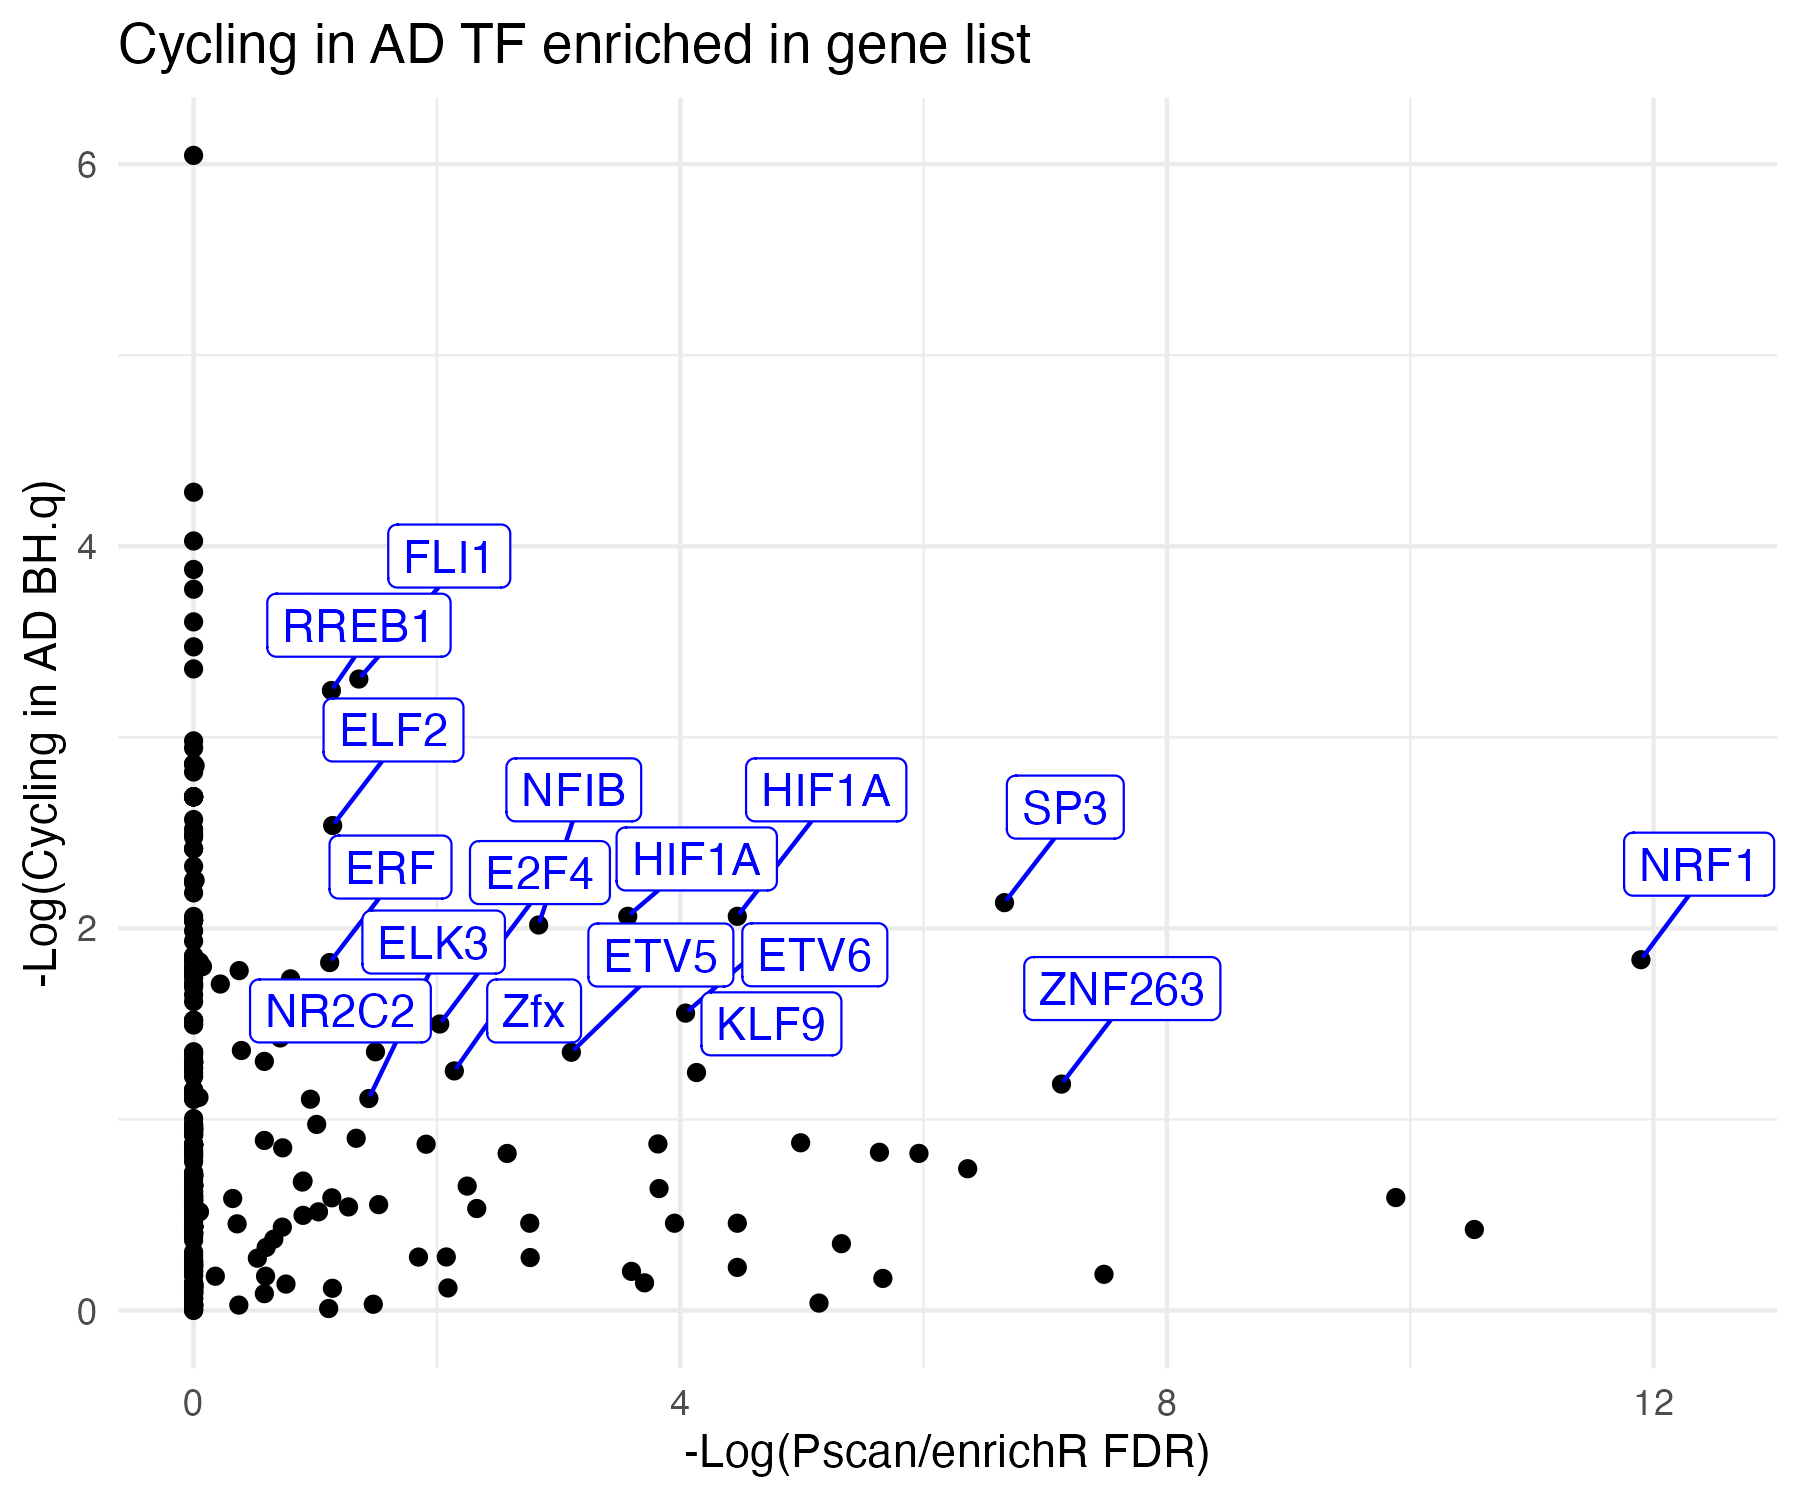 Cycling in AD TF enriched in gene list
6
4
2
0
-Log(Cycling in AD BH.q)
FLI1
RREB1
ELF2
NFIB
HIF1A
SP3
NRF1
ERF
E2F4
HIF1A
ELK3
ETV5
ETV6
ZNF263
NR2C2
Zfx
KLF9
0
4
8
12
-Log(Pscan/enrichR FDR)